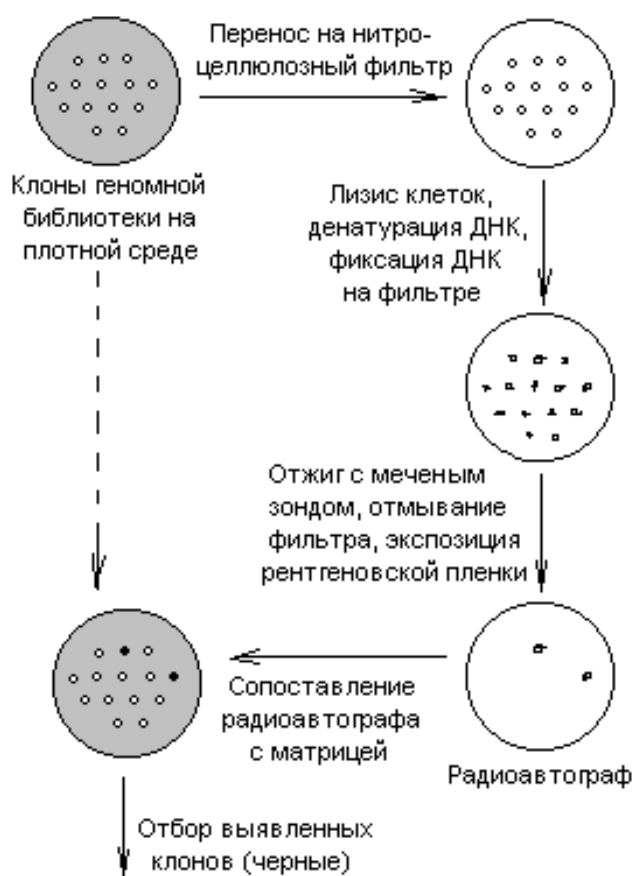 Перенос на нитро-
целлюлозный фильтр
Клоны геномной
библиотеки на
плотной среде
Лизис клеток,
денатурация ДНК,
фиксация ДНК
на фильтре
Отжиг с меченым
зондом, отмывание
фильтра, экспозиция
рентгеновской пленки
Сопоставление
радиоавтографа
с матрицей
Радиоавтограф
Отбор выявленных
клонов (черные)